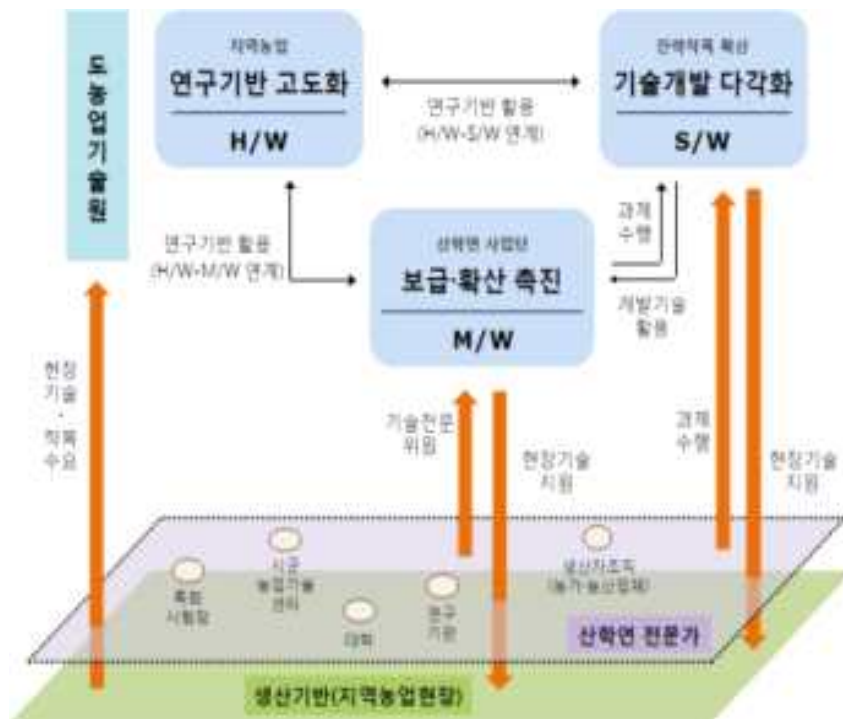 도농업기술원
지역농업
연구기반 고도화
H/W
전략작목 확산
기술개발 다각화
S/W
연구기반 활용
(H/W-S/W 연계)
연구기반 활용
(H/W-M/W 연계)
산학연 사업단
보급·확산 촉진
M/W
과제
수행
개발기술
활용
현장
기술
·
작목
수요
기술전문
위원
현장기술
지원
과제
수행
현장기술
지원
시군
농업기술
센터
특화
시험장
대학
연구
기관
생산자조직
(농가·농산업체)
산학연 전문가
생산기반(지역농업현장)